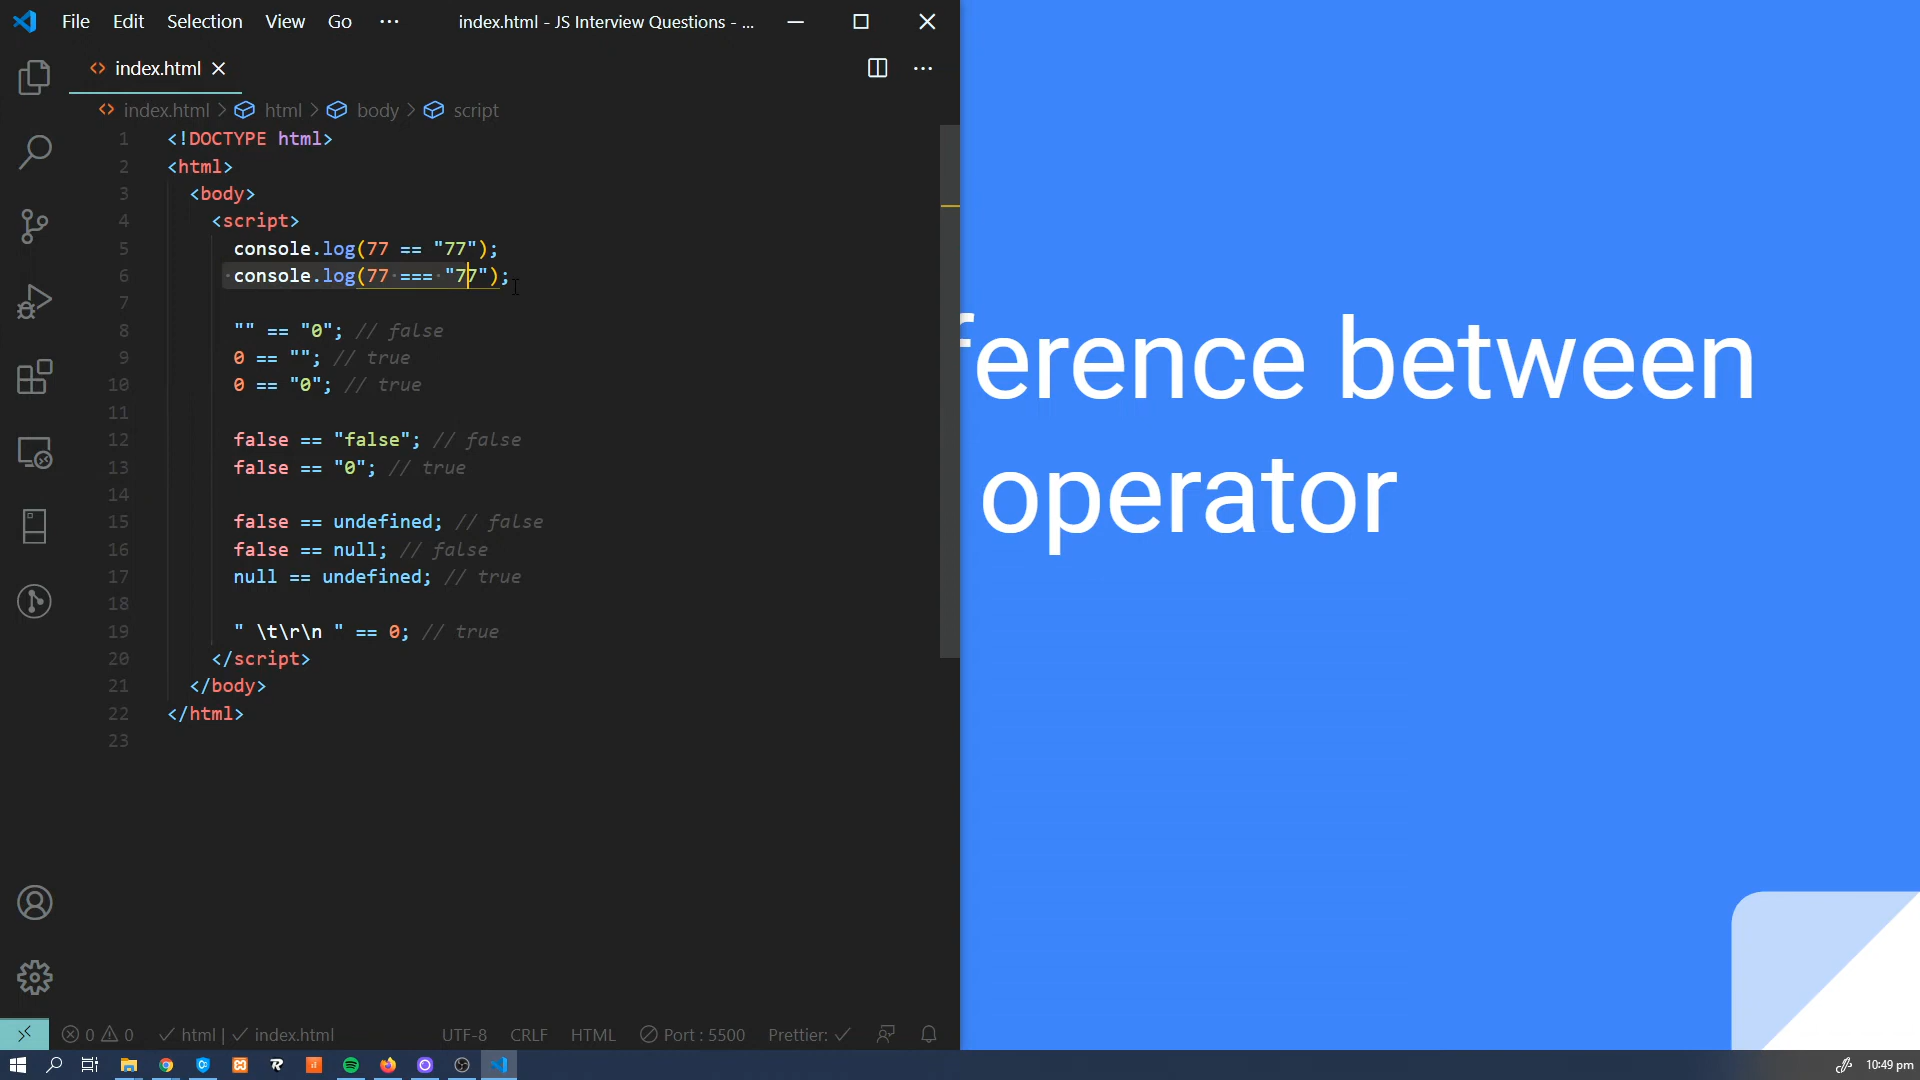 File Edit Selection View Go ··· index.html - JS Interview Questions - ...
index.html
index.html > html > body > script
1 <!DOCTYPE html>
2 <html>
3 <body>
4 <script>
5 console.log(77 == "77");
6 console.log(77 === "77");
7
8 "" == "0"; // false
9 0 == ""; // true
10 0 == "0"; // true
11
12 false == "false"; // false
13 false == "0"; // true
14
15 false == undefined; // false
16 false == null; // false
17 null == undefined; // true
18
19 " \t\r\n " == 0; // true
20 </script>
21 </body>
22 </html>
23
ference between
operator
0 0 html | index.html UTF-8 CRLF HTML Port : 5500 Prettier:
10:49 pm